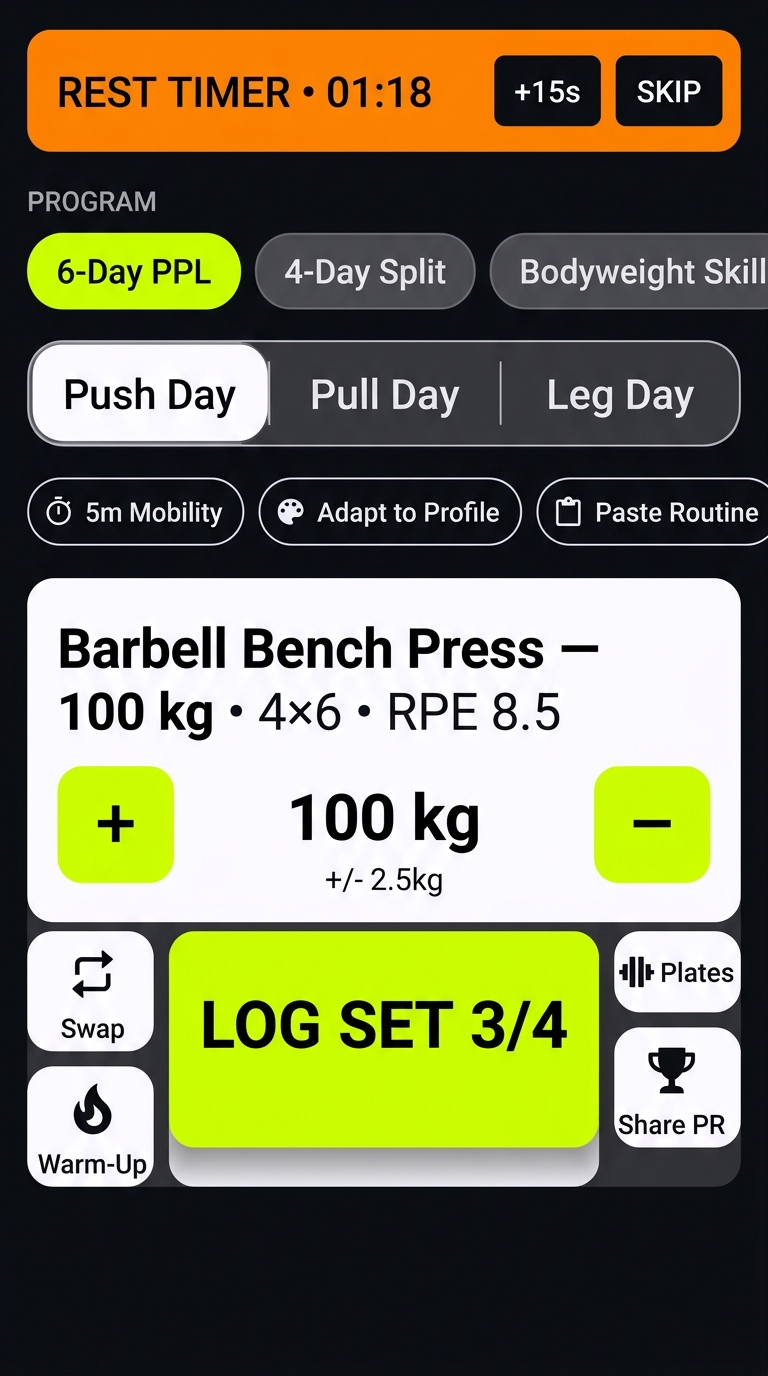 REST TIMER • 01:18
+15s
SKIP
PROGRAM
6-Day PPL
4-Day Split
Bodyweight Skill
Push Day
Pull Day
Leg Day
5m Mobility
Adapt to Profile
Paste Routine
Barbell Bench Press —
100 kg • 4×6 • RPE 8.5
+
100 kg
−
+/- 2.5kg
Swap
LOG SET 3/4
Plates
Warm-Up
Share PR